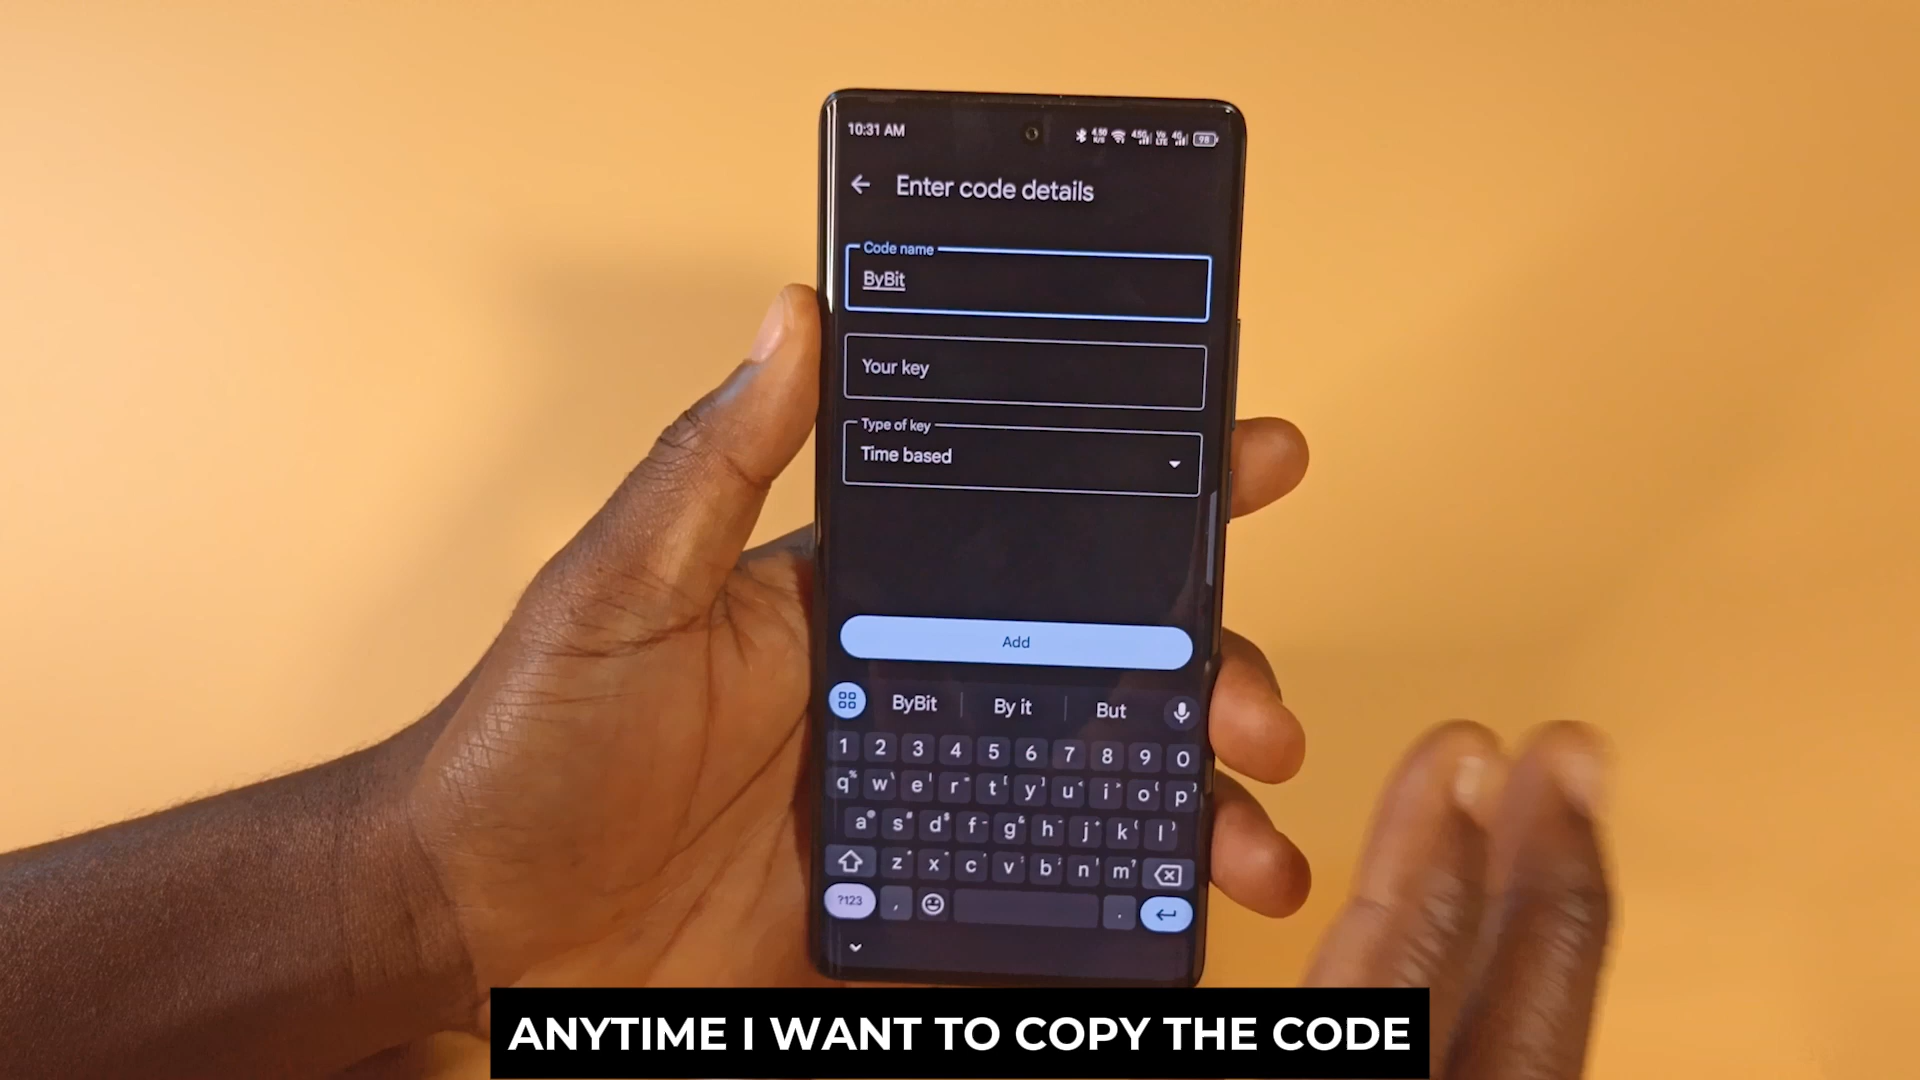 10:31 AM
98
Enter code details
Code name
ByBit
Your key
Type of key
Time based
Add
ByBit
By it
But
1 2 3 4 5 6 7 8 9 0
q w e r t y u i o p
a s d f g h j k l
z x c v b n m
?123 , .
ANYTIME I WANT TO COPY THE CODE